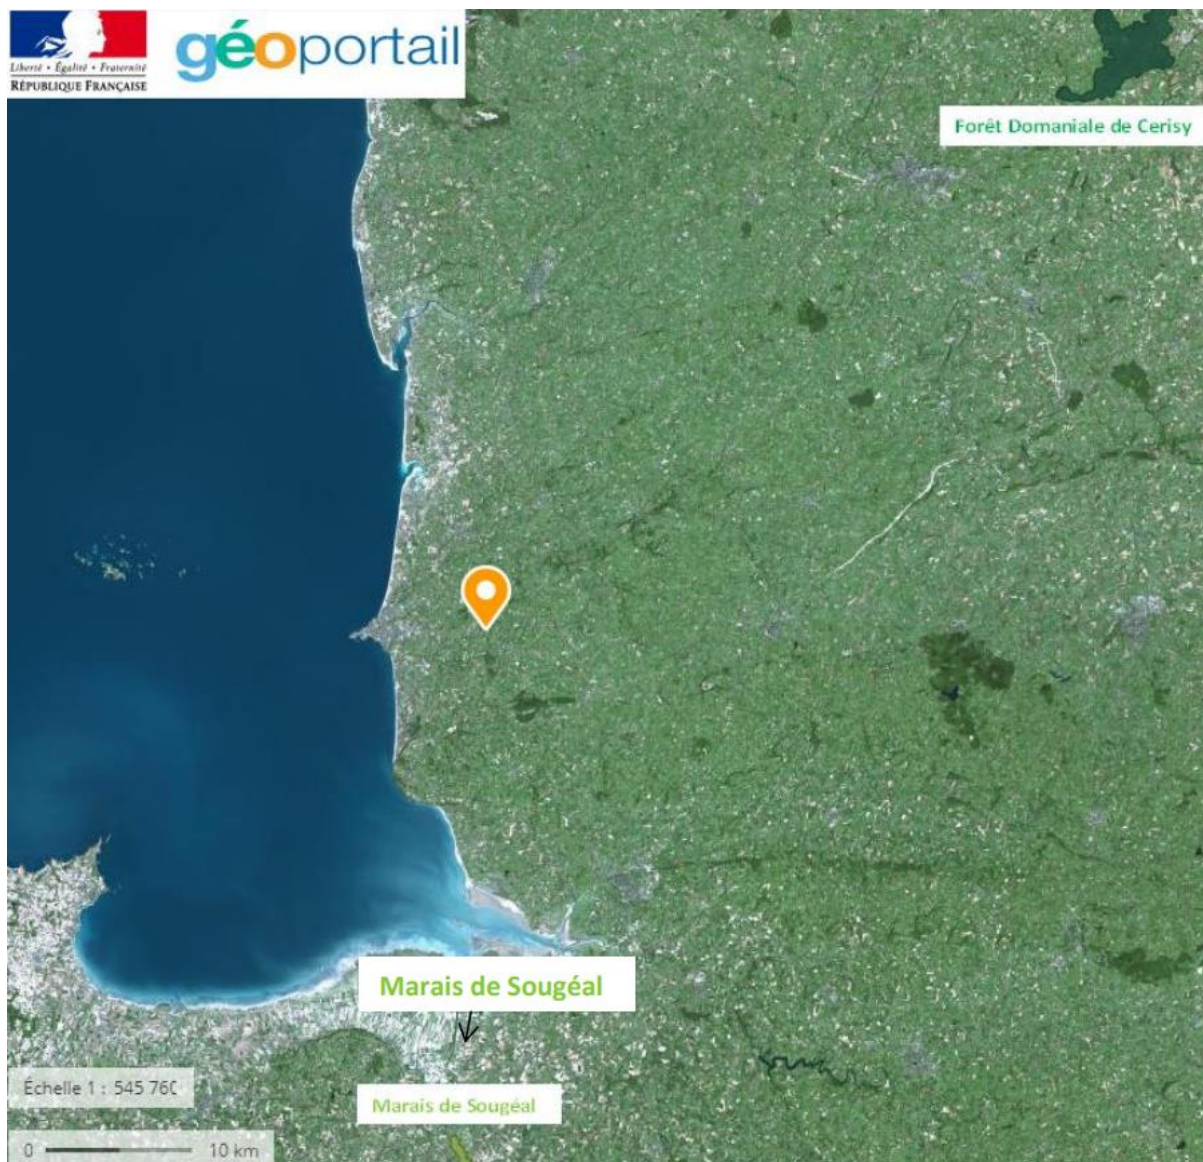 Liberté • Égalité • Fraternité
RÉPUBLIQUE FRANÇAISE
géoportail
Forêt Domaniale de Cerisy
Marais de Sougéal
Échelle 1 : 545 760
Marais de Sougéal
0 10 km